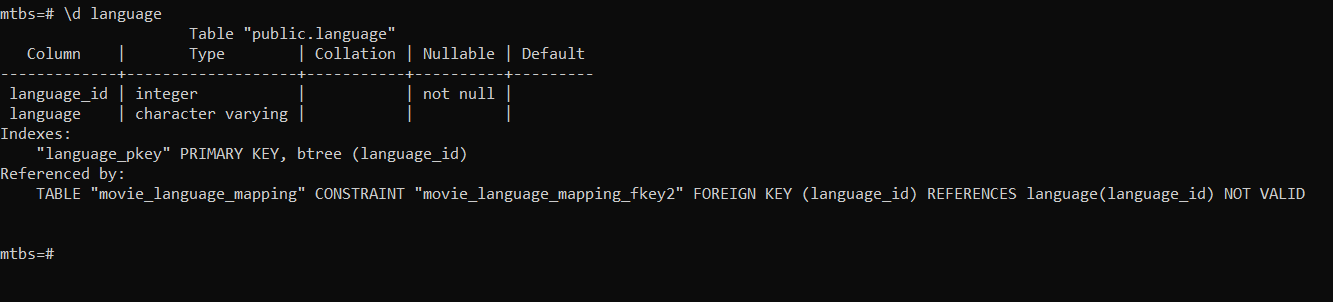 mtbs=# \d language
                    Table "public.language"
   Column    |       Type        | Collation | Nullable | Default
-------------+-------------------+-----------+----------+---------
 language_id | integer           |           | not null |
 language    | character varying |           |          |
Indexes:
    "language_pkey" PRIMARY KEY, btree (language_id)
Referenced by:
    TABLE "movie_language_mapping" CONSTRAINT "movie_language_mapping_fkey2" FOREIGN KEY (language_id) REFERENCES language(language_id) NOT VALID
mtbs=#